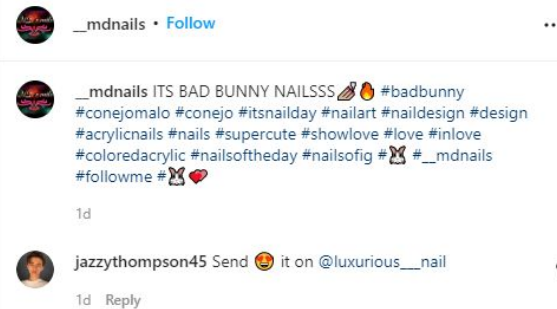 __mdnails • Follow
__mdnails ITS BAD BUNNY NAILSSS💅🏽🔥 #badbunny
#conejomalo #conejo #itsnailday #nailart #naildesign #design
#acrylicnails #nails #supercute #showlove #love #inlove
#coloredacrylic #nailsoftheday #nailsofig #🐰 #__mdnails
#followme #🐰💕
1d
jazzythompson45 Send 😍 it on @luxurious___nail
1d Reply